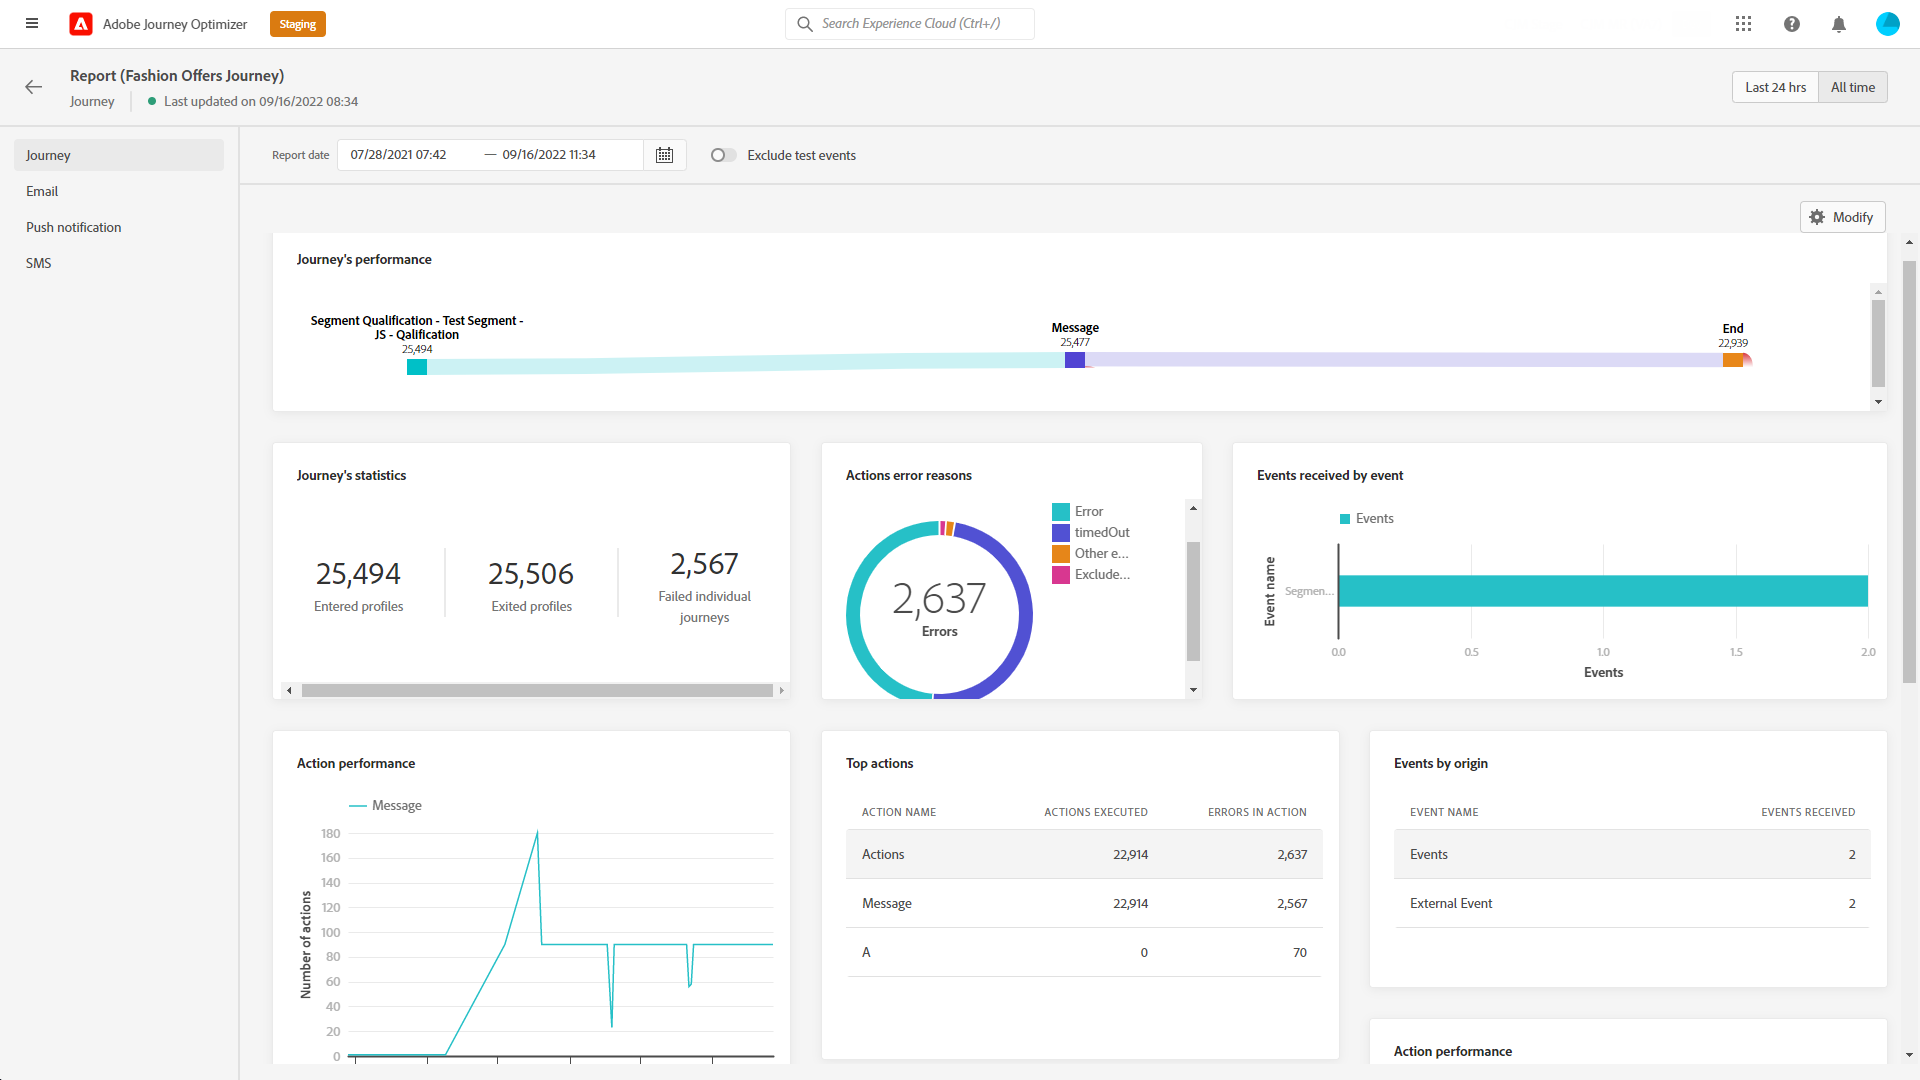 Adobe Journey Optimizer
Staging
Search Experience Cloud (Ctrl+/)
Report (Fashion Offers Journey)
Journey
Last updated on 09/16/2022 08:34
Last 24 hrs
All time
Journey
Email
Push notification
SMS
Report date
07/28/2021 07:42
— 09/16/2022 11:34
Exclude test events
Modify
Journey's performance
Segment Qualification - Test Segment -
JS - Qalification
25,494
Message
25,477
End
22,939
Journey's statistics
25,494
Entered profiles
25,506
Exited profiles
2,567
Failed individual
journeys
Actions error reasons
2,637
Errors
Error
timedOut
Other e...
Exclude...
Events received by event
Events
Event name
Segmen...
0.0
0.5
1.0
1.5
2.0
Events
Action performance
Message
Number of actions
180
160
140
120
100
80
60
40
20
0
Top actions
ACTION NAME ACTIONS EXECUTED ERRORS IN ACTION
Actions 22,914 2,637
Message 22,914 2,567
A 0 70
Events by origin
EVENT NAME EVENTS RECEIVED
Events 2
External Event 2
Action performance